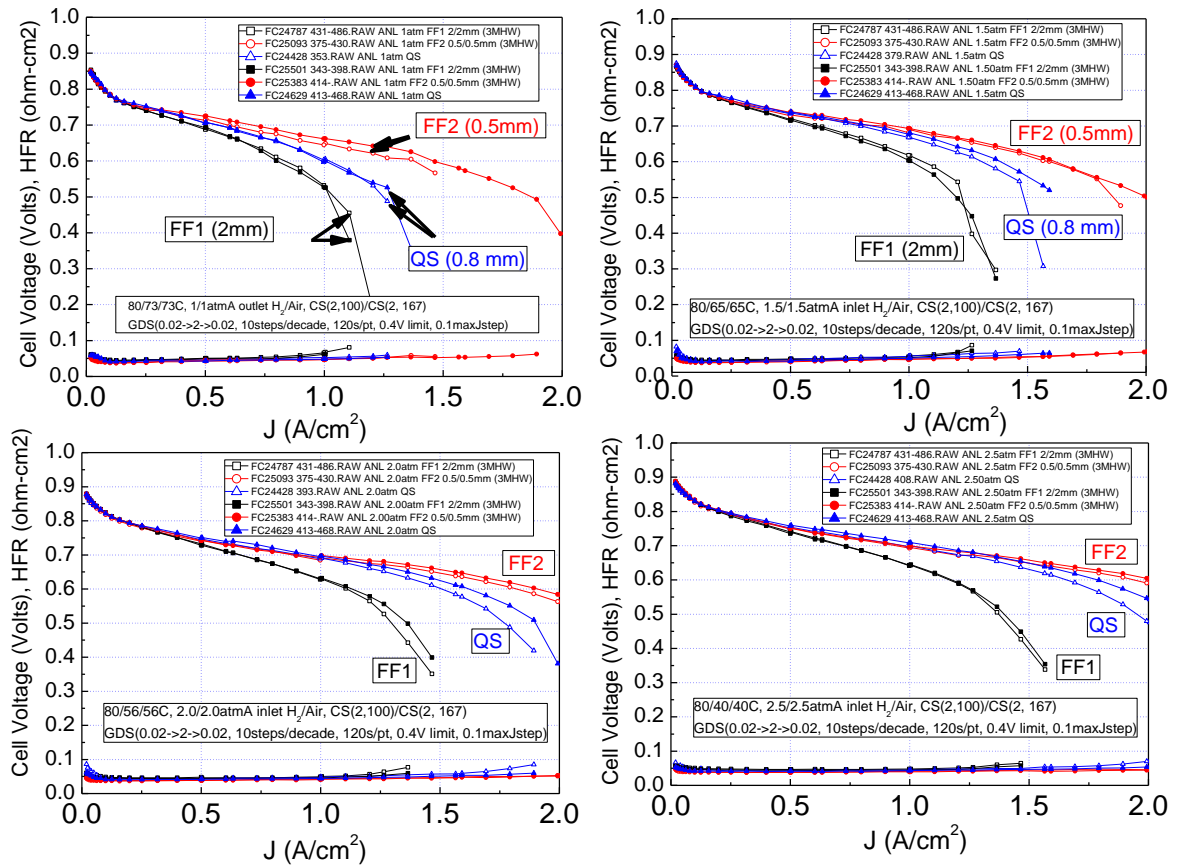 FC24787 431-486.RAW ANL 1atm FF1 2/2mm (3MHW)
FC25093 375-430.RAW ANL 1atm FF2 0.5/0.5mm (3MHW)
FC24428 353.RAW ANL 1atm QS
FC25501 343-398.RAW ANL 1atm FF1 2/2mm (3MHW)
FC25383 414-.RAW ANL 1atm FF2 0.5/0.5mm (3MHW)
FC24629 413-468.RAW ANL 1atm QS
FF2 (0.5mm)
FF1 (2mm)
QS (0.8 mm)
80/73/73C, 1/1atmA outlet H2/Air, CS(2,100)/CS(2, 167)
GDS(0.02->2->0.02, 10steps/decade, 120s/pt, 0.4V limit, 0.1maxJstep)
Cell Voltage (Volts), HFR (ohm-cm2)
1.0
0.9
0.8
0.7
0.6
0.5
0.4
0.3
0.2
0.1
0.0
0.0 0.5 1.0 1.5 2.0
J (A/cm²)
FC24787 431-486.RAW ANL 1.5atm FF1 2/2mm (3MHW)
FC25093 375-430.RAW ANL 1.5atm FF2 0.5/0.5mm (3MHW)
FC24428 379.RAW ANL 1.5atm QS
FC25501 343-398.RAW ANL 1.50atm FF1 2/2mm (3MHW)
FC25383 414-.RAW ANL 1.50atm FF2 0.5/0.5mm (3MHW)
FC24629 413-468.RAW ANL 1.5atm QS
FF2 (0.5mm)
QS (0.8 mm)
FF1 (2mm)
80/65/65C, 1.5/1.5atmA inlet H2/Air, CS(2,100)/CS(2, 167)
GDS(0.02->2->0.02, 10steps/decade, 120s/pt, 0.4V limit, 0.1maxJstep)
Cell Voltage (Volts), HFR (ohm-cm2)
1.0
0.9
0.8
0.7
0.6
0.5
0.4
0.3
0.2
0.1
0.0
0.0 0.5 1.0 1.5 2.0
J (A/cm²)
FC24787 431-486.RAW ANL 2.0atm FF1 2/2mm (3MHW)
FC25093 375-430.RAW ANL 2.0atm FF2 0.5/0.5mm (3MHW)
FC24428 393.RAW ANL 2.0atm QS
FC25501 343-398.RAW ANL 2.00atm FF1 2/2mm (3MHW)
FC25383 414-.RAW ANL 2.00atm FF2 0.5/0.5mm (3MHW)
FC24629 413-468.RAW ANL 2.0atm QS
FF2
QS
FF1
80/56/56C, 2.0/2.0atmA inlet H2/Air, CS(2,100)/CS(2, 167)
GDS(0.02->2->0.02, 10steps/decade, 120s/pt, 0.4V limit, 0.1maxJstep)
Cell Voltage (Volts), HFR (ohm-cm2)
1.0
0.9
0.8
0.7
0.6
0.5
0.4
0.3
0.2
0.1
0.0
0.0 0.5 1.0 1.5 2.0
J (A/cm²)
FC24787 431-486.RAW ANL 2.5atm FF1 2/2mm (3MHW)
FC25093 375-430.RAW ANL 2.5atm FF2 0.5/0.5mm (3MHW)
FC24428 408.RAW ANL 2.50atm QS
FC25501 343-398.RAW ANL 2.50atm FF1 2/2mm (3MHW)
FC25383 414-.RAW ANL 2.50atm FF2 0.5/0.5mm (3MHW)
FC24629 413-468.RAW ANL 2.5atm QS
FF2
QS
FF1
80/40/40C, 2.5/2.5atmA inlet H2/Air, CS(2,100)/CS(2, 167)
GDS(0.02->2->0.02, 10steps/decade, 120s/pt, 0.4V limit, 0.1maxJstep)
Cell Voltage (Volts), HFR (ohm-cm2)
1.0
0.9
0.8
0.7
0.6
0.5
0.4
0.3
0.2
0.1
0.0
0.0 0.5 1.0 1.5 2.0
J (A/cm²)